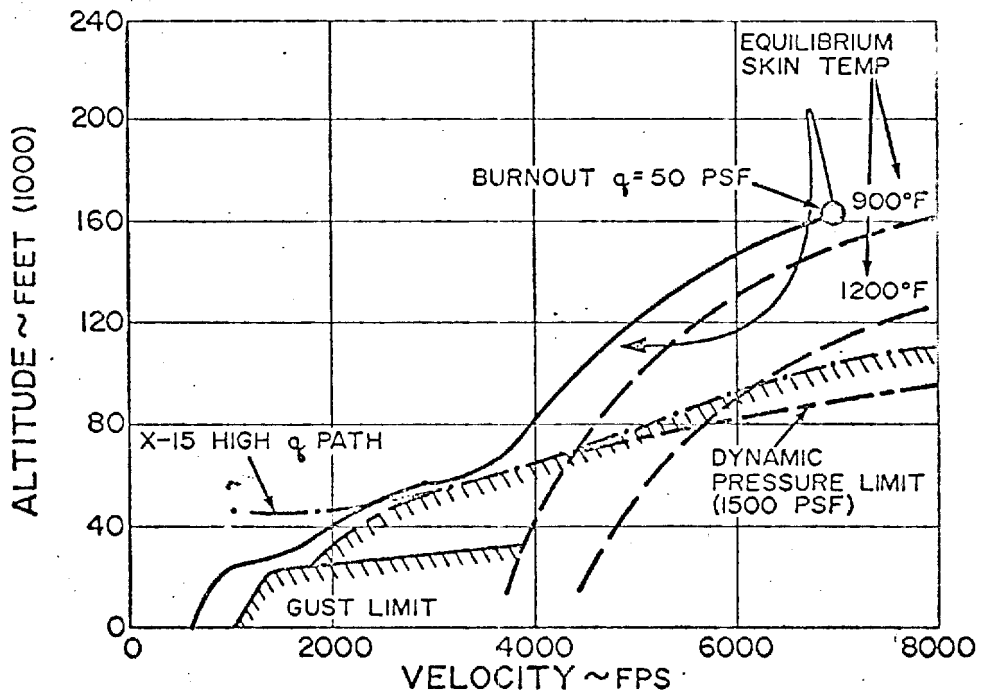 240
200
160
120
80
40
0
ALTITUDE ~ FEET (1000)
EQUILIBRIUM
SKIN TEMP
BURNOUT q = 50 PSF
900°F
1200°F
X-15 HIGH q PATH
DYNAMIC
PRESSURE LIMIT
(1500 PSF)
GUST LIMIT
0 2000 4000 6000 8000
VELOCITY ~ FPS